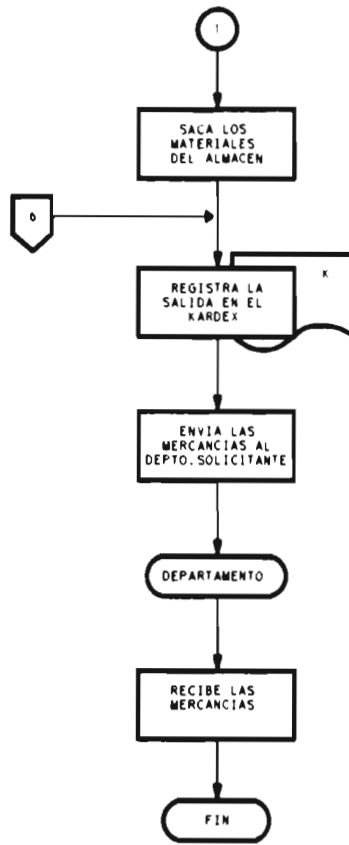 1
SACA LOS
MATERIALES
DEL ALMACEN
REGISTRA LA
SALIDA EN EL
KARDEX
K
ENVIA LAS
MERCANCIAS AL
DEPTO.SOLICITANTE
DEPARTAMENTO
RECIBE LAS
MERCANCIAS
FIN